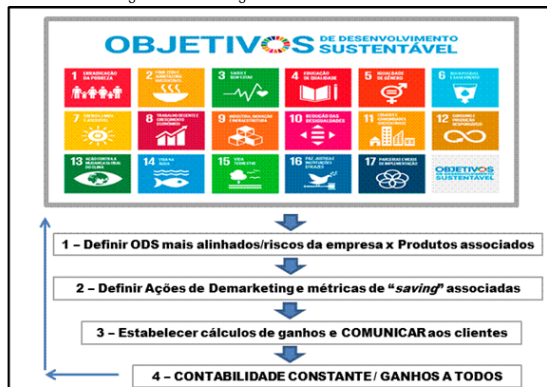 OBJETIVOS DE DESENVOLVIMENTO SUSTENTÁVEL
1 ERRADICAÇÃO DA POBREZA
2 FOME ZERO E AGRICULTURA SUSTENTÁVEL
3 SAÚDE E BEM-ESTAR
4 EDUCAÇÃO DE QUALIDADE
5 IGUALDADE DE GÊNERO
6
7
8 TRABALHO DECENTE E CRESCIMENTO ECONÔMICO
9 INDÚSTRIA, INOVAÇÃO E INFRAESTRUTURA
10 REDUÇÃO DAS DESIGUALDADES
11 CIDADES E COMUNIDADES SUSTENTÁVEIS
12 CONSUMO E PRODUÇÃO RESPONSÁVEIS
13 AÇÃO CONTRA A MUDANÇA GLOBAL DO CLIMA
14 VIDA NA ÁGUA
15 VIDA TERRESTRE
16 PAZ, JUSTIÇA E INSTITUIÇÕES EFICAZES
17 PARCERIAS E MEIOS DE IMPLEMENTAÇÃO
OBJETIVOS DE DESENVOLVIMENTO SUSTENTÁVEL
1 – Definir ODS mais alinhados/riscos da empresa x Produtos associados
2 – Definir Ações de Demarketing e métricas de “saving” associadas
3 – Estabelecer cálculos de ganhos e COMUNICAR aos clientes
4 – CONTABILIDADE CONSTANTE/ GANHOS A TODOS